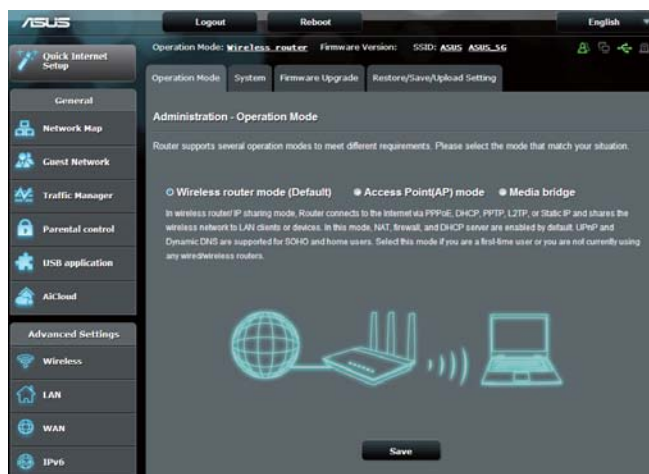 ASUS
Logout
Reboot
English
Quick Internet Setup
Operation Mode: Wireless router Firmware Version: SSID: ASUS ASUS_5G
Operation Mode
System
Firmware Upgrade
Restore/Save/Upload Setting
General
Network Map
Guest Network
Traffic Manager
Parental control
USB application
AiCloud
Advanced Settings
Wireless
LAN
WAN
IPv6
Administration - Operation Mode
Router supports several operation modes to meet different requirements. Please select the mode that match your situation.
Wireless router mode (Default)
Access Point(AP) mode
Media bridge
In wireless router/ IP sharing mode, Router connects to the Internet via PPPoE, DHCP, PPTP, L2TP, or Static IP and shares the
wireless network to LAN clients or devices. In this mode, NAT, firewall, and DHCP server are enabled by default. UPnP and
Dynamic DNS are supported for SOHO and home users. Select this mode if you are a first-time user or you are not currently using
any wired/wireless routers.
Save